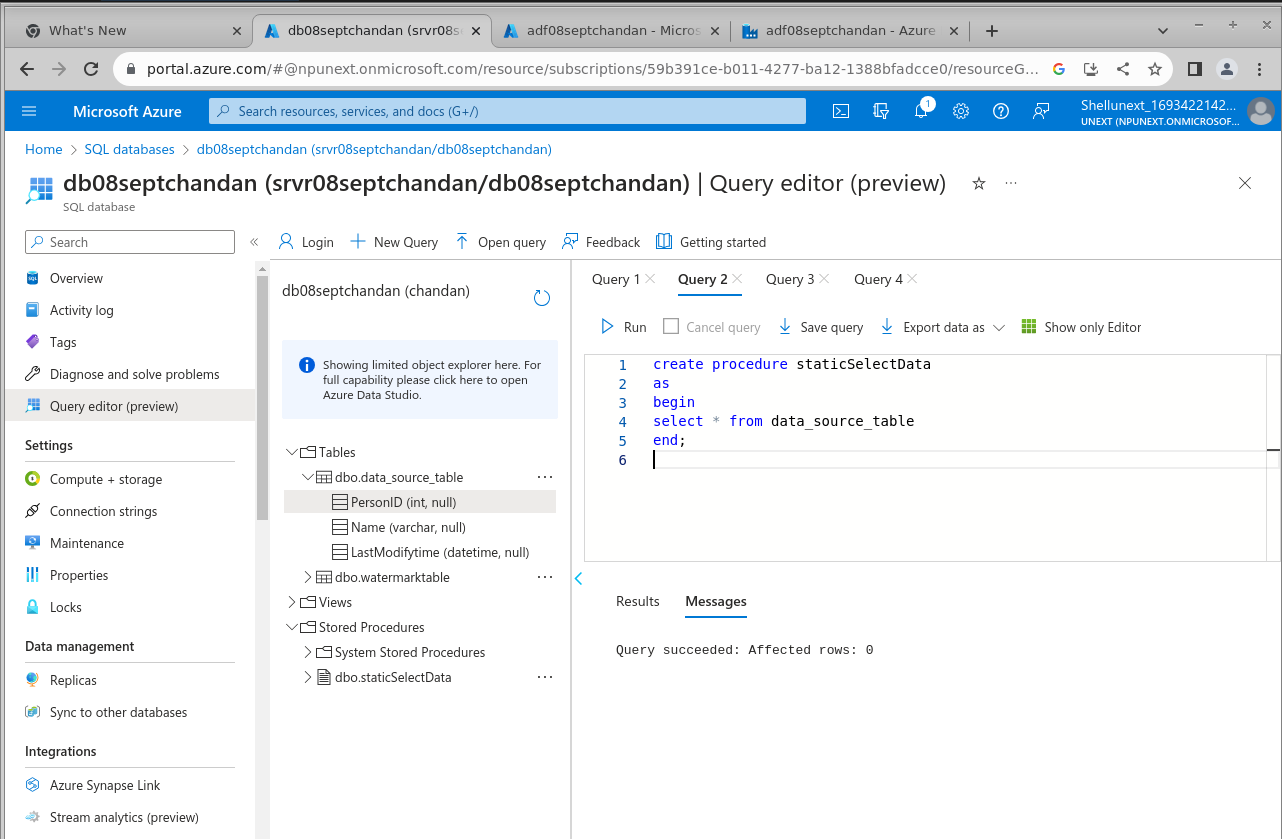 What's New
db08septchandan (srvr08se
adf08septchandan - Micros
adf08septchandan - Azure
portal.azure.com/#@npunext.onmicrosoft.com/resource/subscriptions/59b391ce-b011-4277-ba12-1388bfadcce0/resourceG...
Microsoft Azure
Search resources, services, and docs (G+/)
1
Shellunext_1693422142...
UNEXT (NPUNEXT.ONMICROSOF...
Home > SQL databases > db08septchandan (srvr08septchandan/db08septchandan)
db08septchandan (srvr08septchandan/db08septchandan) | Query editor (preview)
SQL database
Search
Login
New Query
Open query
Feedback
Getting started
Overview
Activity log
Tags
Diagnose and solve problems
Query editor (preview)
Settings
Compute + storage
Connection strings
Maintenance
Properties
Locks
Data management
Replicas
Sync to other databases
Integrations
Azure Synapse Link
Stream analytics (preview)
db08septchandan (chandan)
Showing limited object explorer here. For
full capability please click here to open
Azure Data Studio.
Tables
dbo.data_source_table
PersonID (int, null)
Name (varchar, null)
LastModifytime (datetime, null)
dbo.watermarktable
Views
Stored Procedures
System Stored Procedures
dbo.staticSelectData
Query 1
Query 2
Query 3
Query 4
Run
Cancel query
Save query
Export data as
Show only Editor
1 create procedure staticSelectData
2 as
3 begin
4 select * from data_source_table
5 end;
6
Results
Messages
Query succeeded: Affected rows: 0